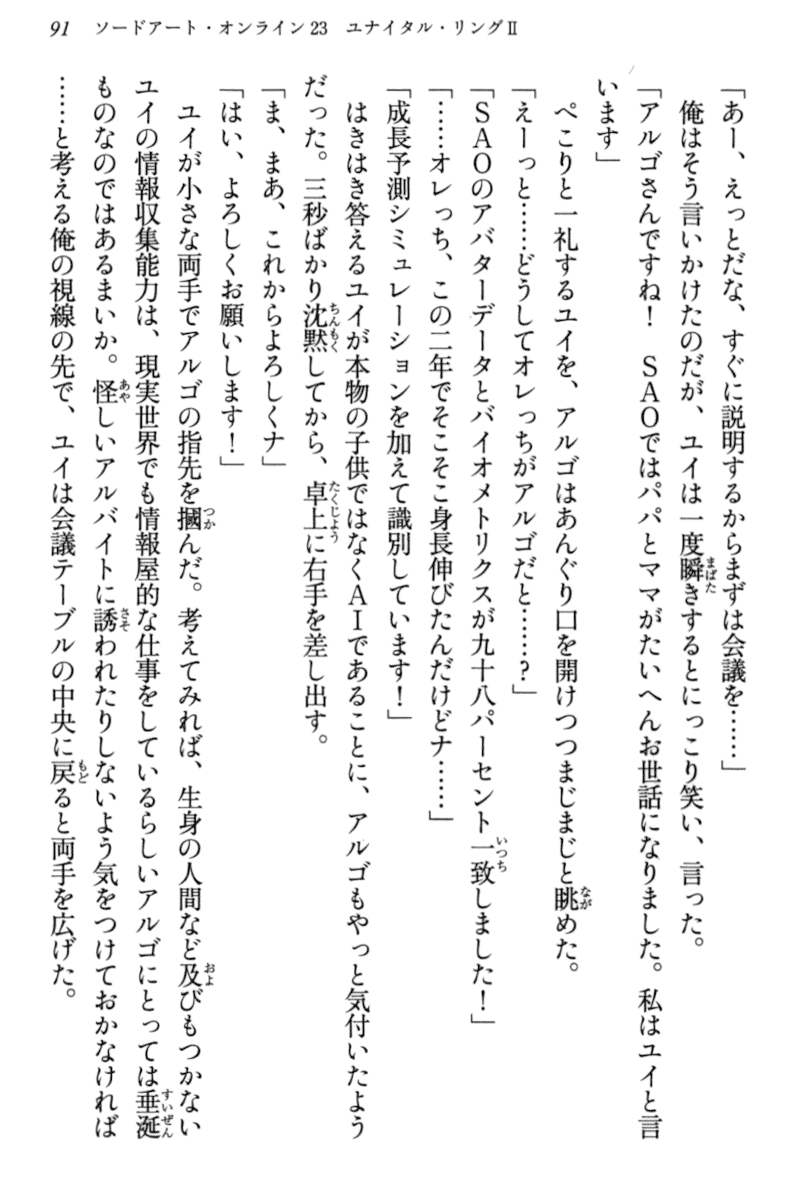 91　ソードアート・オンライン23　ユナイタル・リングⅡ
「あー、えっとだな、すぐに説明するからまずは会議を……」
　俺はそう言いかけたのだが、ユイは一度瞬きするとにっこり笑い、言った。
「アルゴさんですね！　ＳＡＯではパパとママがたいへんお世話になりました。私はユイと言
います」
　ぺこりと一礼するユイを、アルゴはあんぐり口を開けつつまじまじと眺めた。
「えーっと……どうしてオレっちがアルゴだと……？」
「ＳＡＯのアバターデータとバイオメトリクスが九十八パーセント一致しました！」
「……オレっち、この二年でそこそこ身長伸びたんだけどナ……」
「成長予測シミュレーションを加えて識別しています！」
　はきはき答えるユイが本物の子供ではなくＡＩであることに、アルゴもやっと気付いたよう
だった。三秒ばかり沈黙してから、卓上に右手を差し出す。
「ま、まあ、これからよろしくナ」
「はい、よろしくお願いします！」
　ユイが小さな両手でアルゴの指先を摑んだ。考えてみれば、生身の人間など及びもつかない
ユイの情報収集能力は、現実世界でも情報屋的な仕事をしているらしいアルゴにとっては垂涎
ものなのではあるまいか。怪しいアルバイトに誘われたりしないよう気をつけておかなければ
……と考える俺の視線の先で、ユイは会議テーブルの中央に戻ると両手を広げた。